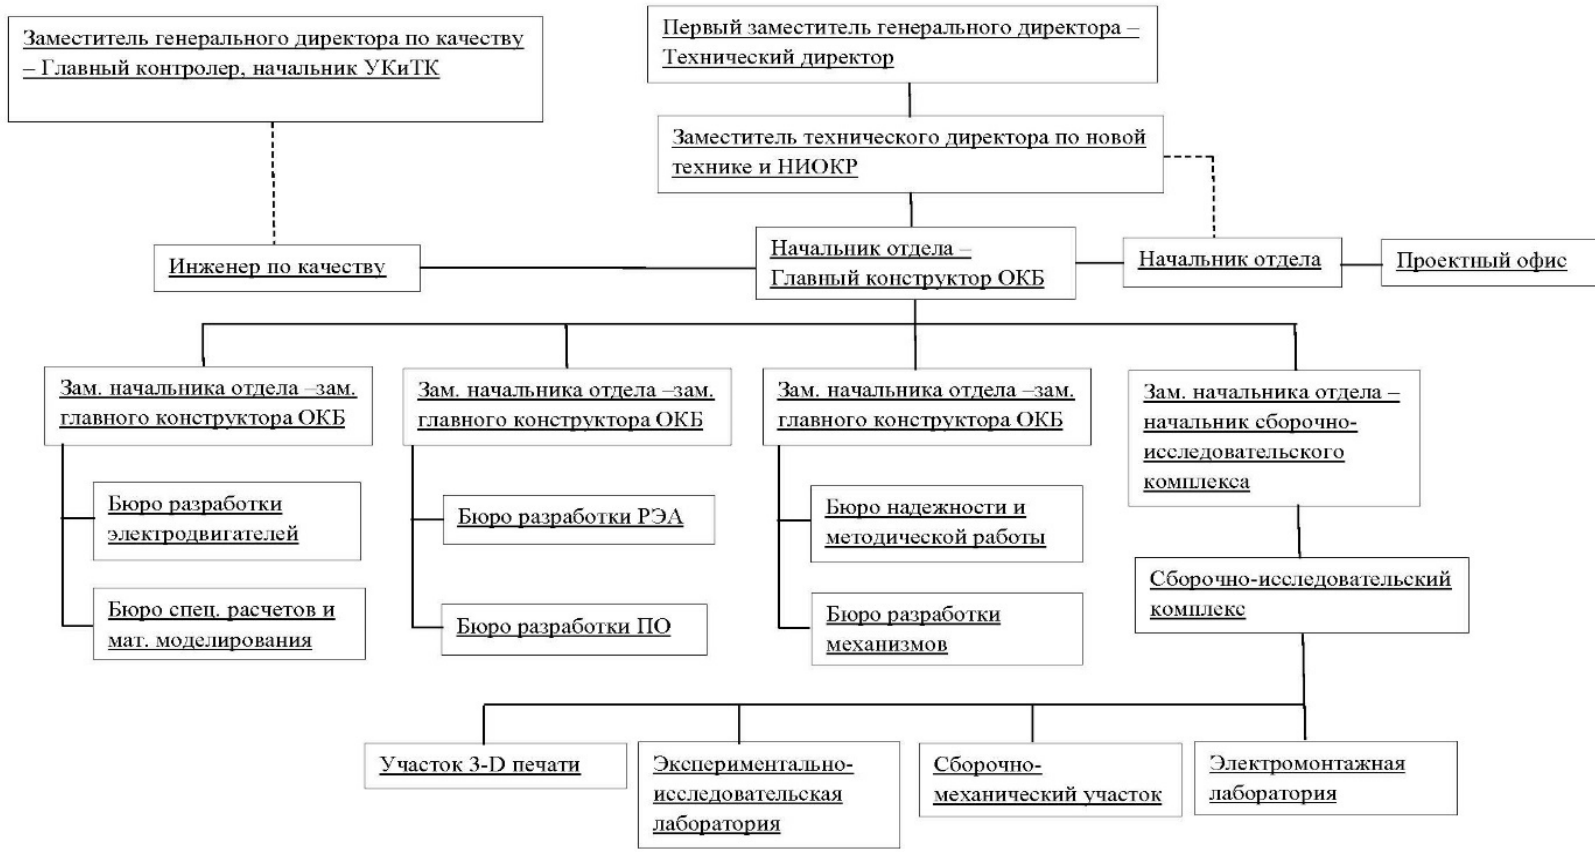 Заместитель генерального директора по качеству
– Главный контролер, начальник УКиТК
Первый заместитель генерального директора –
Технический директор
Заместитель технического директора по новой
технике и НИОКР
Инженер по качеству
Начальник отдела –
Главный конструктор ОКБ
Начальник отдела
Проектный офис
Зам. начальника отдела –зам.
главного конструктора ОКБ
Зам. начальника отдела –зам.
главного конструктора ОКБ
Зам. начальника отдела –зам.
главного конструктора ОКБ
Зам. начальника отдела –
начальник сборочно-
исследовательского
комплекса
Бюро разработки
электродвигателей
Бюро разработки РЭА
Бюро надежности и
методической работы
Сборочно-исследовательский
комплекс
Бюро спец. расчетов и
мат. моделирования
Бюро разработки ПО
Бюро разработки
механизмов
Участок 3-D печати
Экспериментально-
исследовательская
лаборатория
Сборочно-
механический участок
Электромонтажная
лаборатория